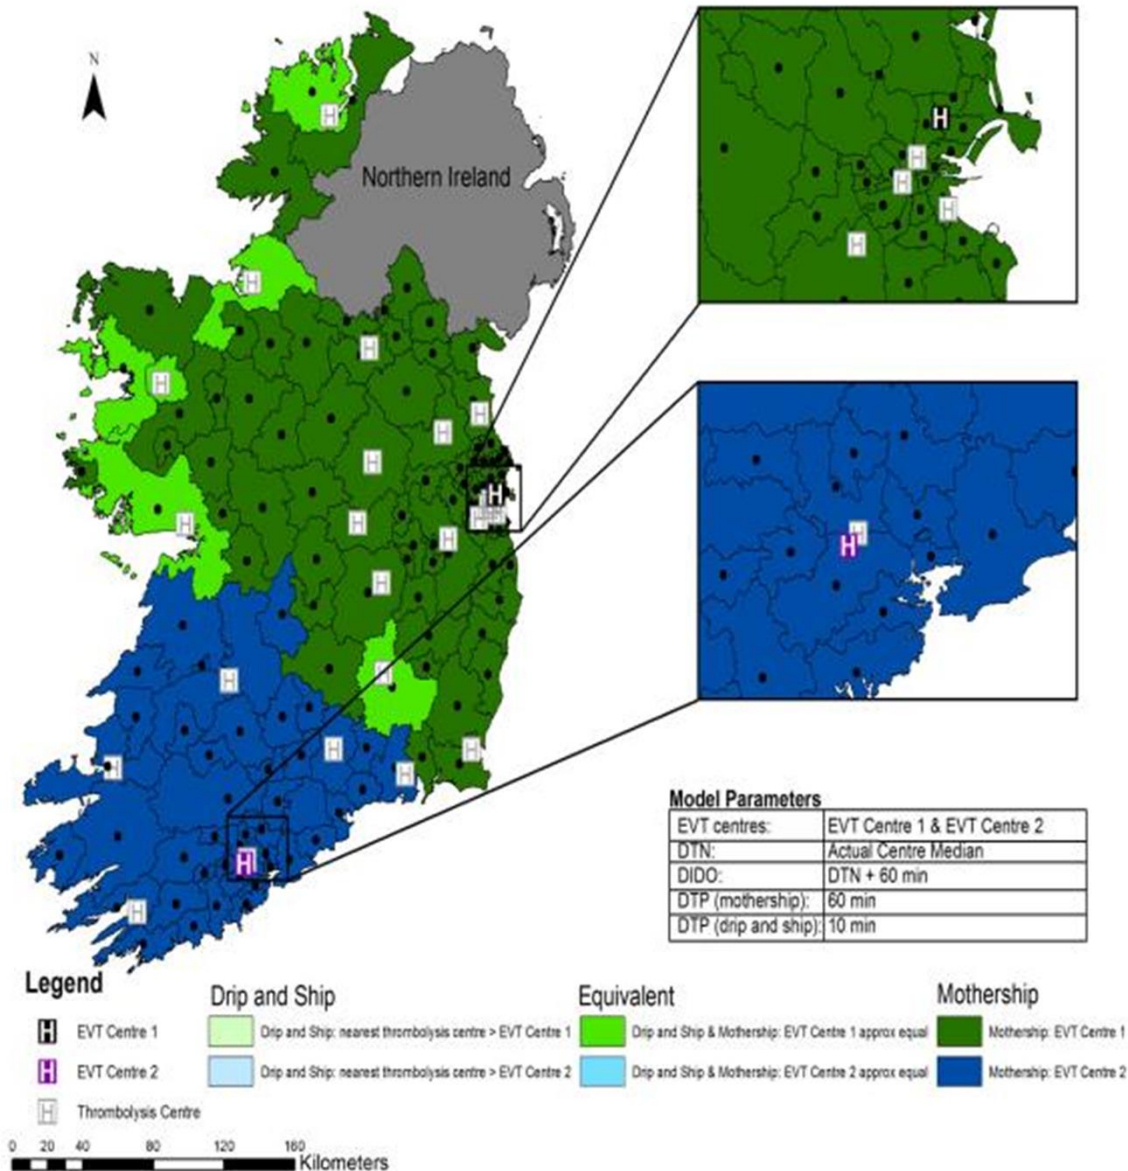 N
Northern Ireland
Model Parameters
EVT centres: EVT Centre 1 & EVT Centre 2
DTN: Actual Centre Median
DIDO: DTN + 60 min
DTP (mothership): 60 min
DTP (drip and ship): 10 min
Legend
Drip and Ship
Equivalent
Mothership
H EVT Centre 1
Drip and Ship: nearest thrombolysis centre > EVT Centre 1
Drip and Ship & Mothership: EVT Centre 1 approx equal
Mothership: EVT Centre 1
H EVT Centre 2
Drip and Ship: nearest thrombolysis centre > EVT Centre 2
Drip and Ship & Mothership: EVT Centre 2 approx equal
Mothership: EVT Centre 2
H Thrombolysis Centre
0 20 40 80 120 160
Kilometers